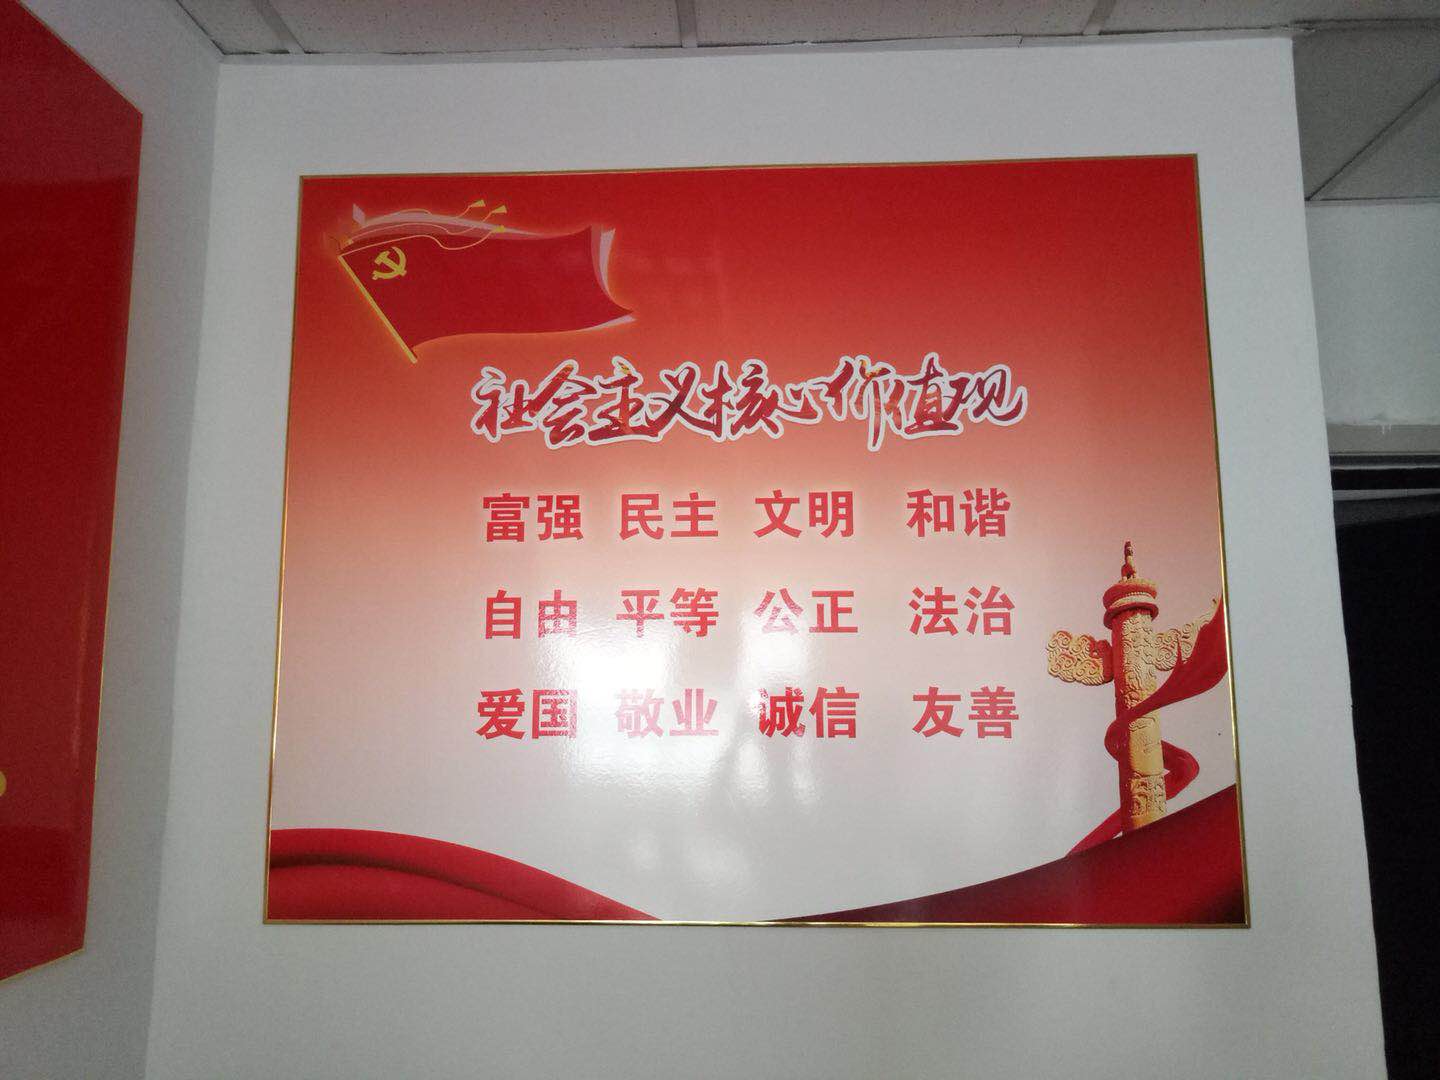 社会主义核心价值观
富强 民主 文明 和谐
自由 平等 公正 法治
爱国 敬业 诚信 友善